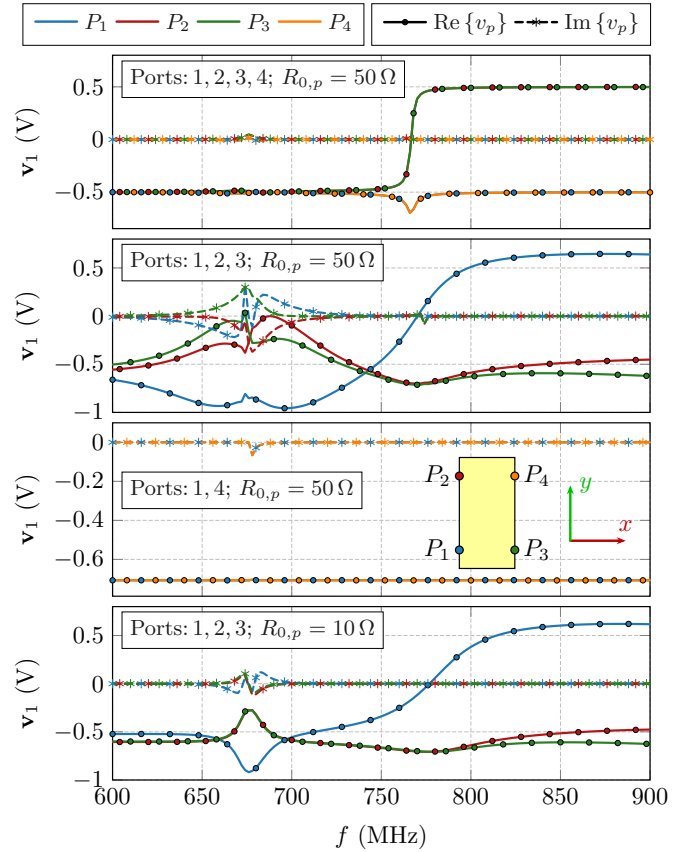 P₁ P₂ P₃ P₄ Re {vₚ} Im {vₚ}
Ports: 1, 2, 3, 4; R₀,ₚ = 50 Ω
0.5
0
−0.5
v₁ (V)
Ports: 1, 2, 3; R₀,ₚ = 50 Ω
0.5
0
−0.5
−1
v₁ (V)
0
−0.2
−0.4
−0.6
v₁ (V)
Ports: 1, 4; R₀,ₚ = 50 Ω
P₂ P₄
P₁ P₃
y
x
Ports: 1, 2, 3; R₀,ₚ = 10 Ω
0.5
0
−0.5
−1
v₁ (V)
600 650 700 750 800 850 900
f (MHz)